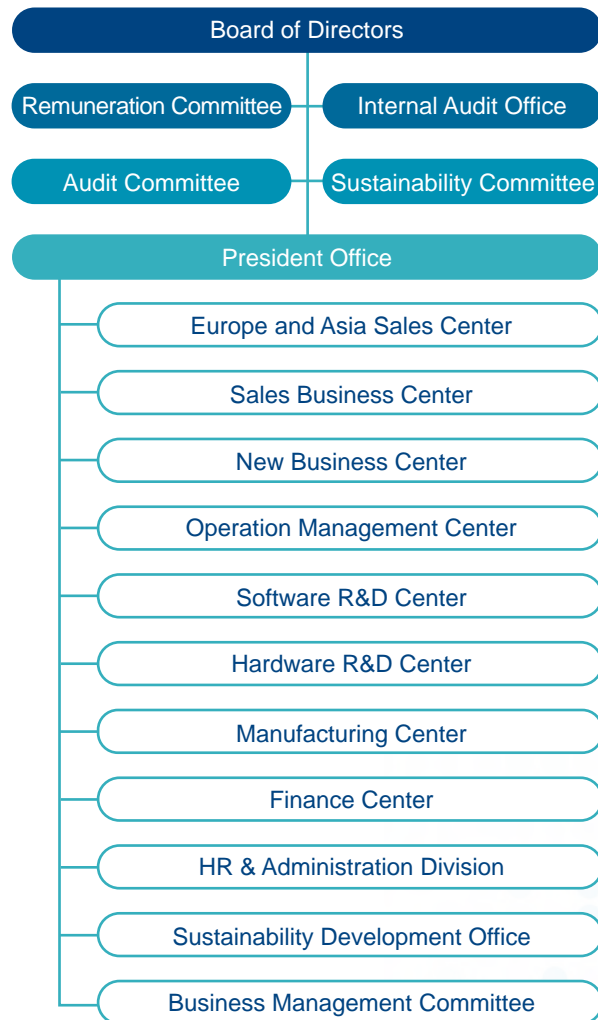 Board of Directors
Remuneration Committee
Internal Audit Office
Audit Committee
Sustainability Committee
President Office
Europe and Asia Sales Center
Sales Business Center
New Business Center
Operation Management Center
Software R&D Center
Hardware R&D Center
Manufacturing Center
Finance Center
HR & Administration Division
Sustainability Development Office
Business Management Committee